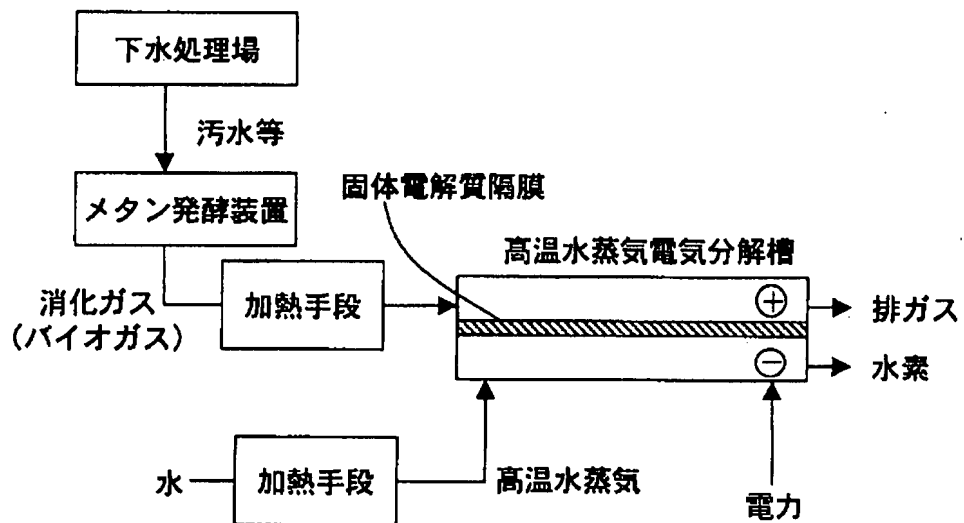 下水処理場
汚水等
メタン発酵装置
固体電解質隔膜
高温水蒸気電気分解槽
消化ガス
(バイオガス)
加熱手段
+
排ガス
−
水素
水
加熱手段
高温水蒸気
電力